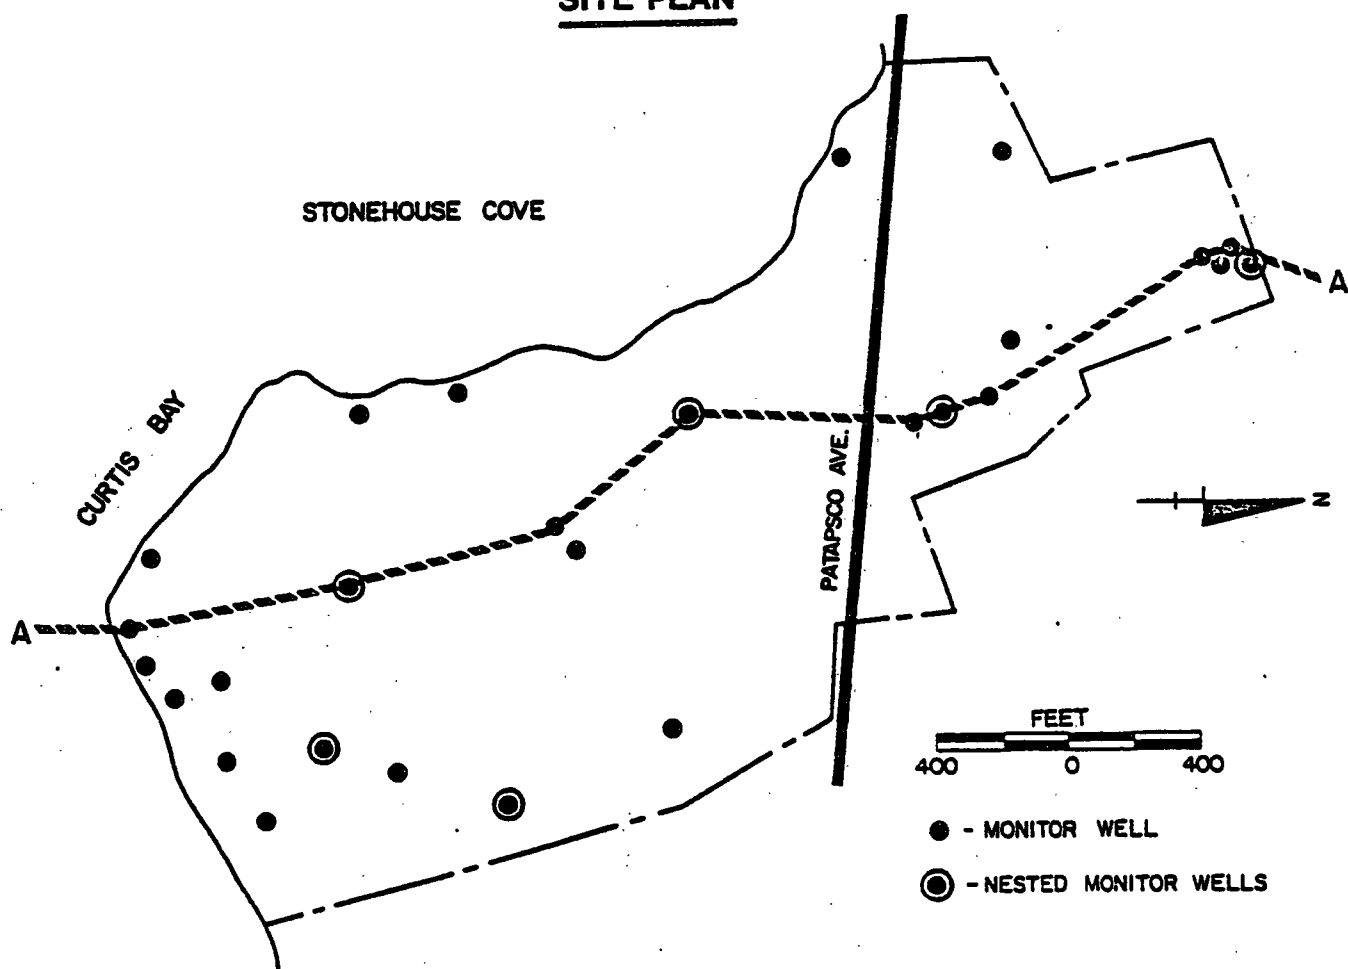 SITE PLAN
STONEHOUSE COVE
A
CURTIS BAY
PATAPSCO AVE.
N
A
FEET
400 0 400
- MONITOR WELL
- NESTED MONITOR WELLS